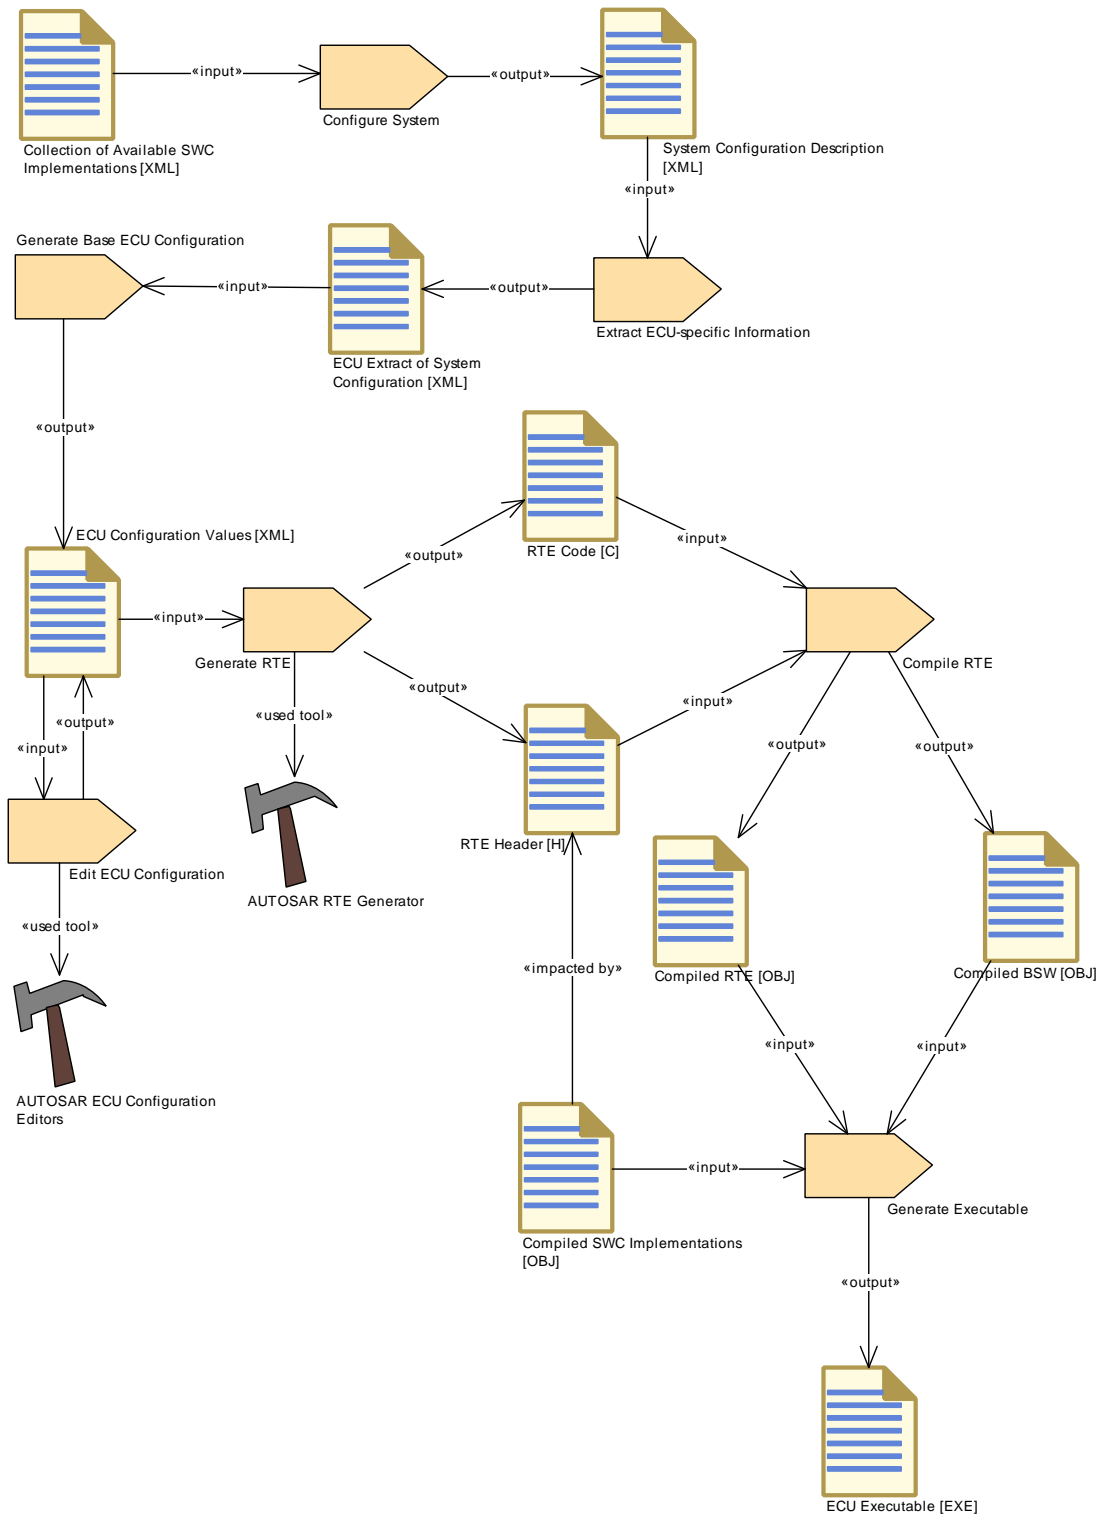 «input»
«output»
Configure System
Collection of Available SWC
Implementations [XML]
System Configuration Description
[XML]
«input»
Generate Base ECU Configuration
«input»
«output»
Extract ECU-specific Information
ECU Extract of System
Configuration [XML]
«output»
ECU Configuration Values [XML]
RTE Code [C]
«input»
«output»
«input»
Generate RTE
Compile RTE
«output»
«input»
«used tool»
«output»
«input»
«output»
«output»
RTE Header [H]
Edit ECU Configuration
AUTOSAR RTE Generator
«used tool»
«impacted by»
Compiled RTE [OBJ]
Compiled BSW [OBJ]
«input»
«input»
AUTOSAR ECU Configuration
Editors
«input»
Generate Executable
Compiled SWC Implementations
[OBJ]
«output»
ECU Executable [EXE]